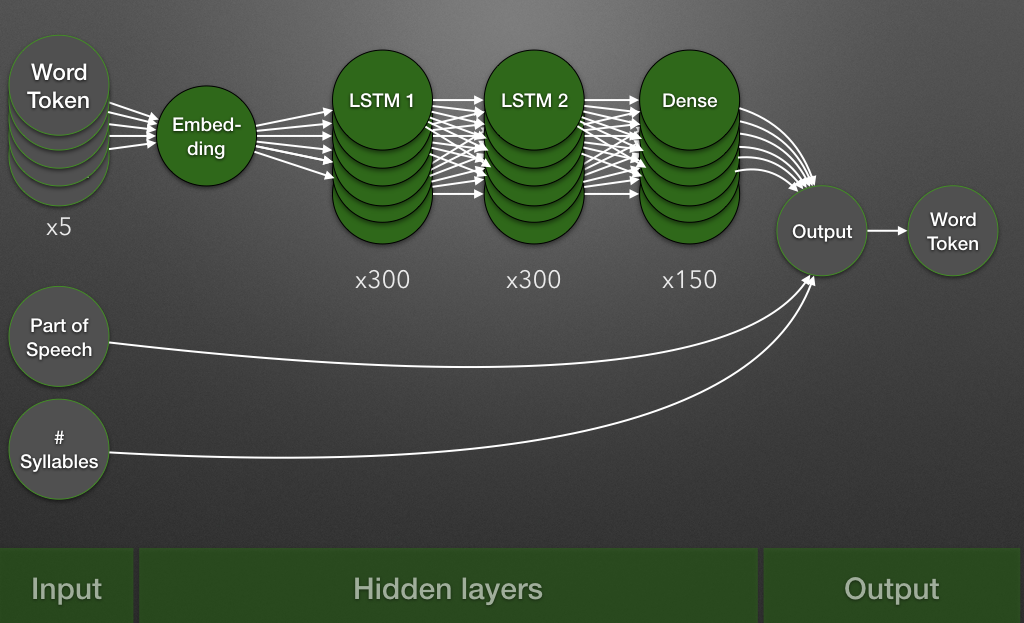 Word
Token
x5
Embed-
ding
LSTM 1
x300
LSTM 2
x300
Dense
x150
Output
Word
Token
Part of
Speech
#
Syllables
Input
Hidden layers
Output